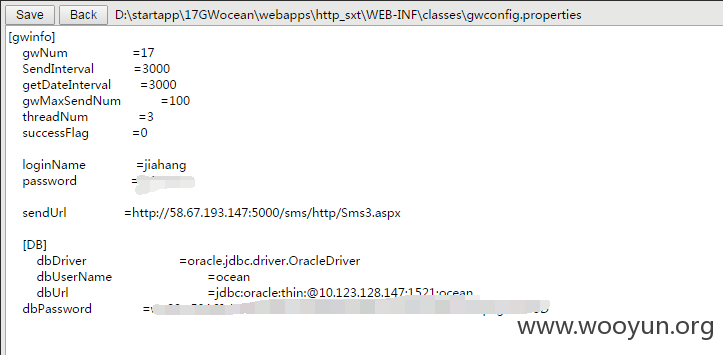 Save Back D:\startapp\17GWocean\webapps\http_sxt\WEB-INF\classes\gwconfig.properties
[gwinfo]
gwNum =17
SendInterval =3000
getDateInterval =3000
gwMaxSendNum =100
threadNum =3
successFlag =0
loginName =jiahang
password =
sendUrl =http://58.67.193.147:5000/sms/http/Sms3.aspx
[DB]
dbDriver =oracle.jdbc.driver.OracleDriver
dbUserName =ocean
dbUrl =jdbc:oracle:thin:@10.123.128.147:1521:ocean
dbPassword =
www.wooyun.org